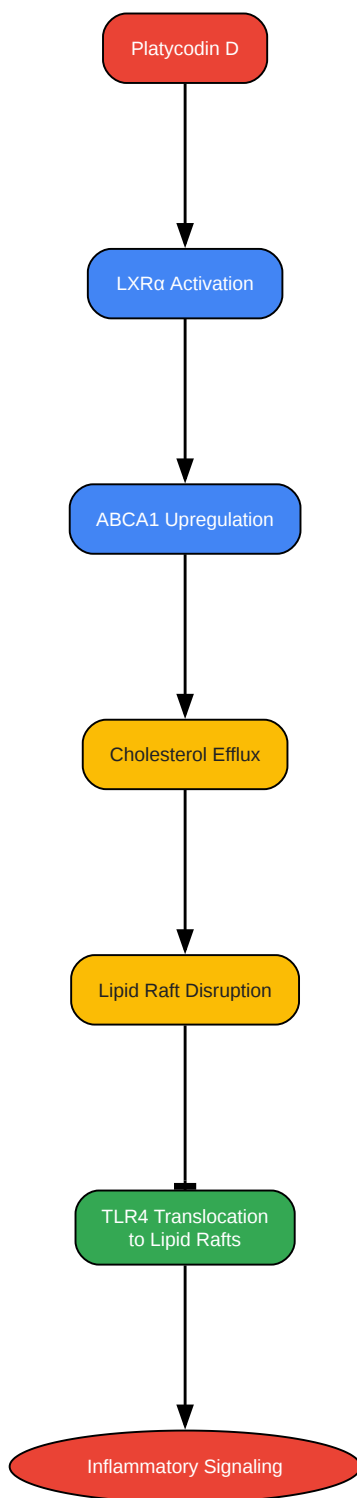 Platycodin D
LXRα Activation
ABCA1 Upregulation
Cholesterol Efflux
Lipid Raft Disruption
TLR4 Translocation
to Lipid Rafts
Inflammatory Signaling